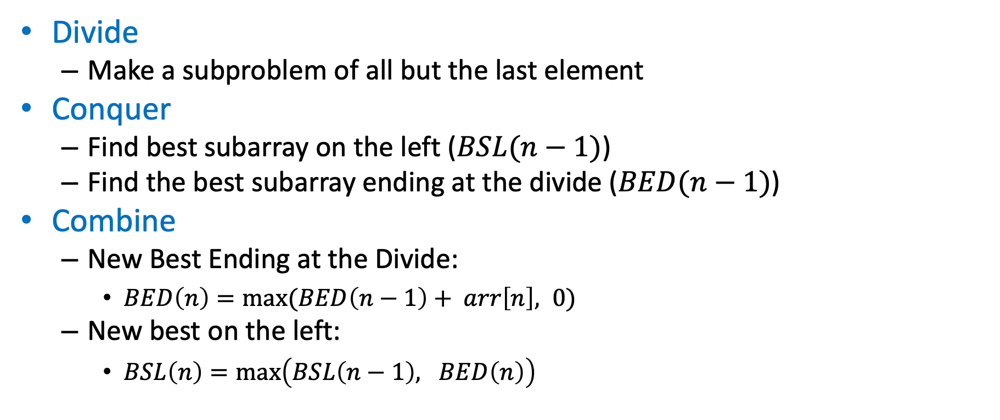 • Divide
– Make a subproblem of all but the last element
• Conquer
– Find best subarray on the left (BSL(n − 1))
– Find the best subarray ending at the divide (BED(n − 1))
• Combine
– New Best Ending at the Divide:
• BED(n) = max(BED(n − 1) + arr[n], 0)
– New best on the left:
• BSL(n) = max(BSL(n − 1), BED(n))